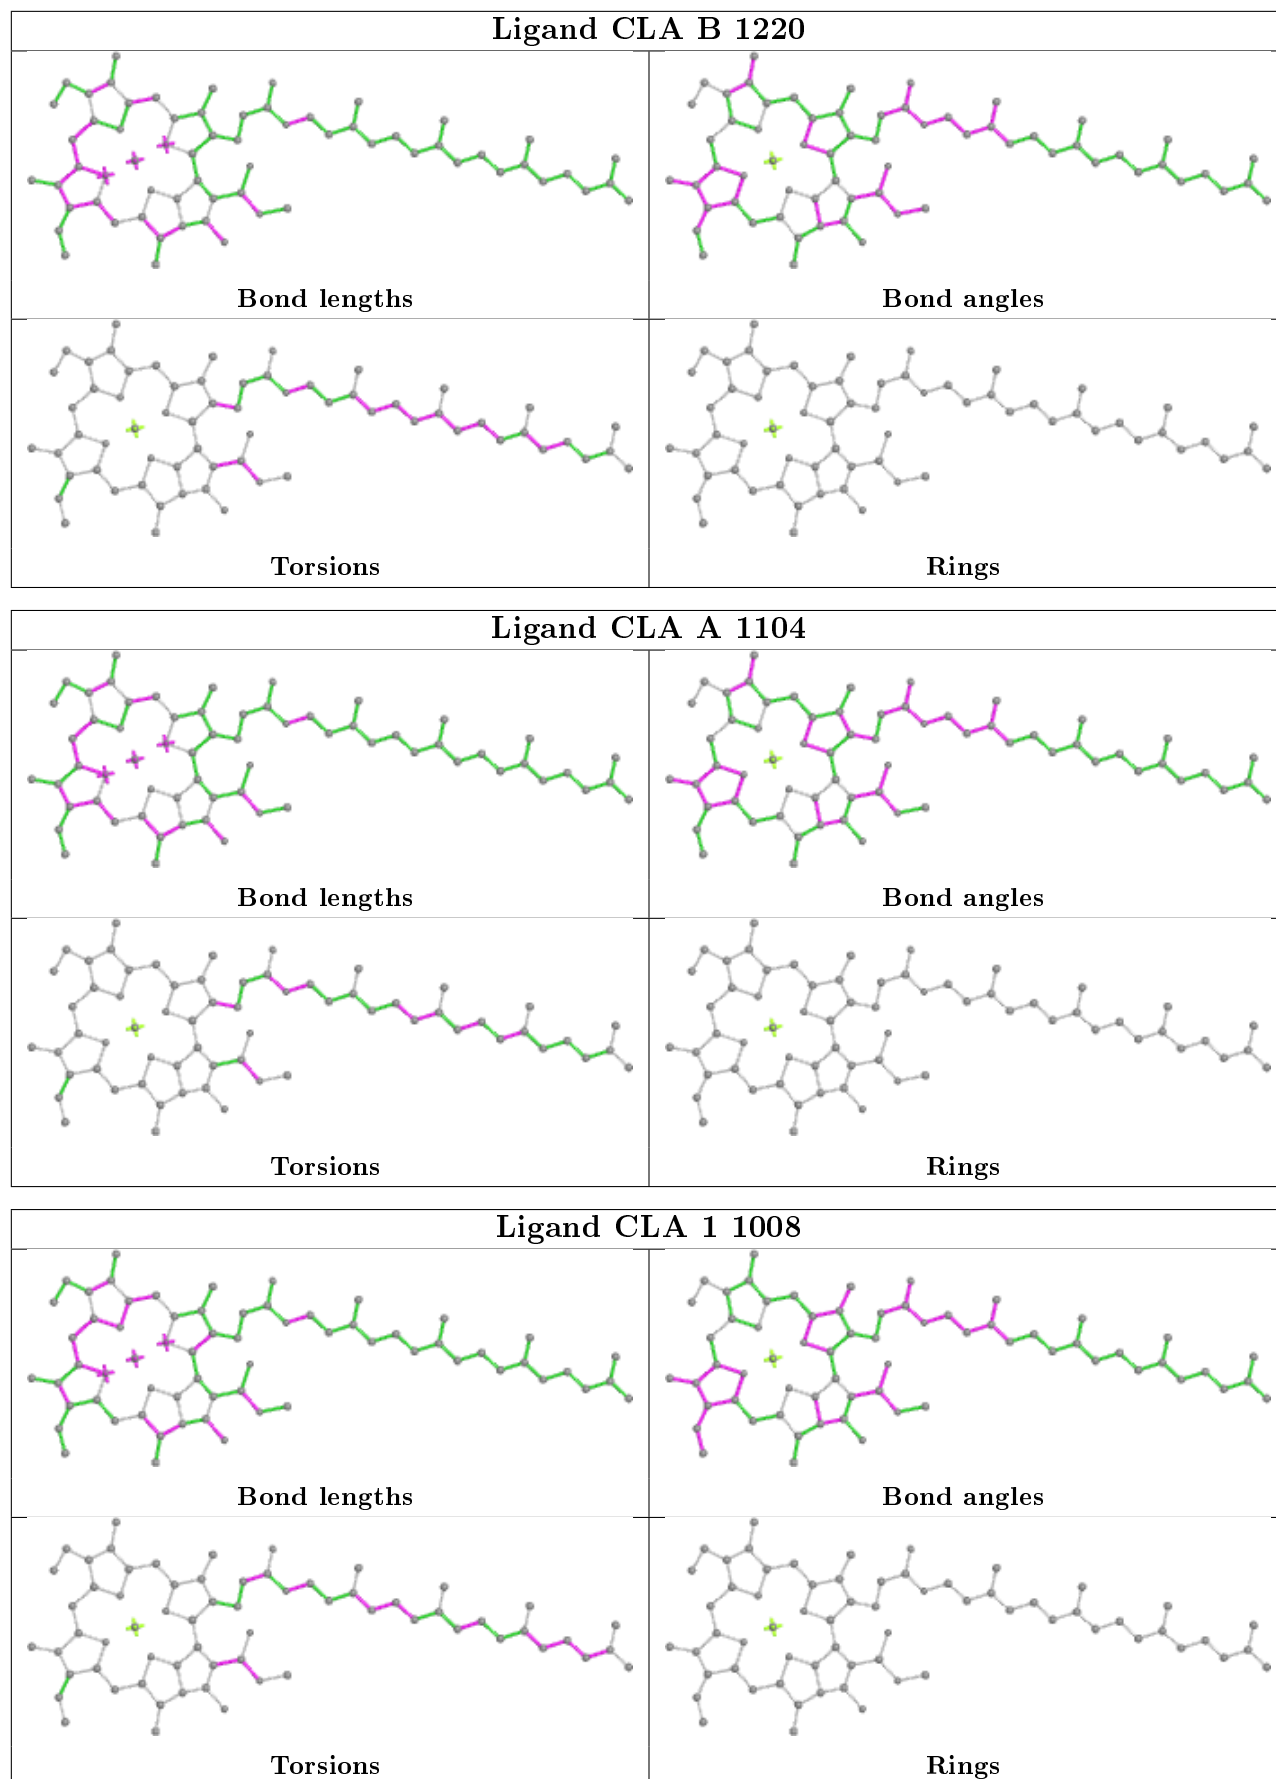 Ligand CLA B 1220
Bond lengths
Bond angles
Torsions
Rings
Ligand CLA A 1104
Bond lengths
Bond angles
Torsions
Rings
Ligand CLA 1 1008
Bond lengths
Bond angles
Torsions
Rings